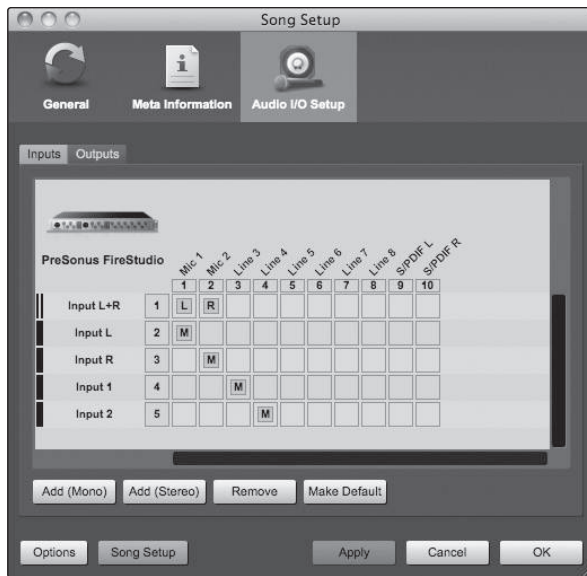 Song Setup
General Meta Information Audio I/O Setup
Inputs Outputs
PreSonus FireStudio
Mic 1 Mic 2 Line 3 Line 4 Line 5 Line 6 Line 7 Line 8 S/PDIF L S/PDIF R
1 2 3 4 5 6 7 8 9 10
Input L+R 1 L R
Input L 2 M
Input R 3 M
Input 1 4 M
Input 2 5 M
Add (Mono) Add (Stereo) Remove Make Default
Options Song Setup Apply Cancel OK